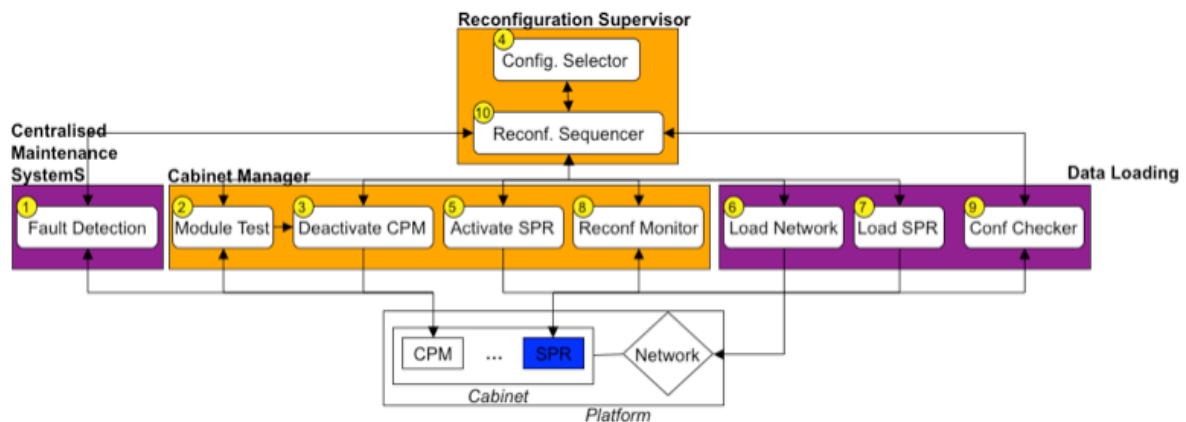 Reconfiguration Supervisor
4
Config. Selector
10
Reconf. Sequencer
Centralised
Maintenance
SystemS
Cabinet Manager
Data Loading
1
Fault Detection
2
Module Test
3
Deactivate CPM
5
Activate SPR
8
Reconf Monitor
6
Load Network
7
Load SPR
9
Conf Checker
CPM
...
SPR
Network
Cabinet
Platform